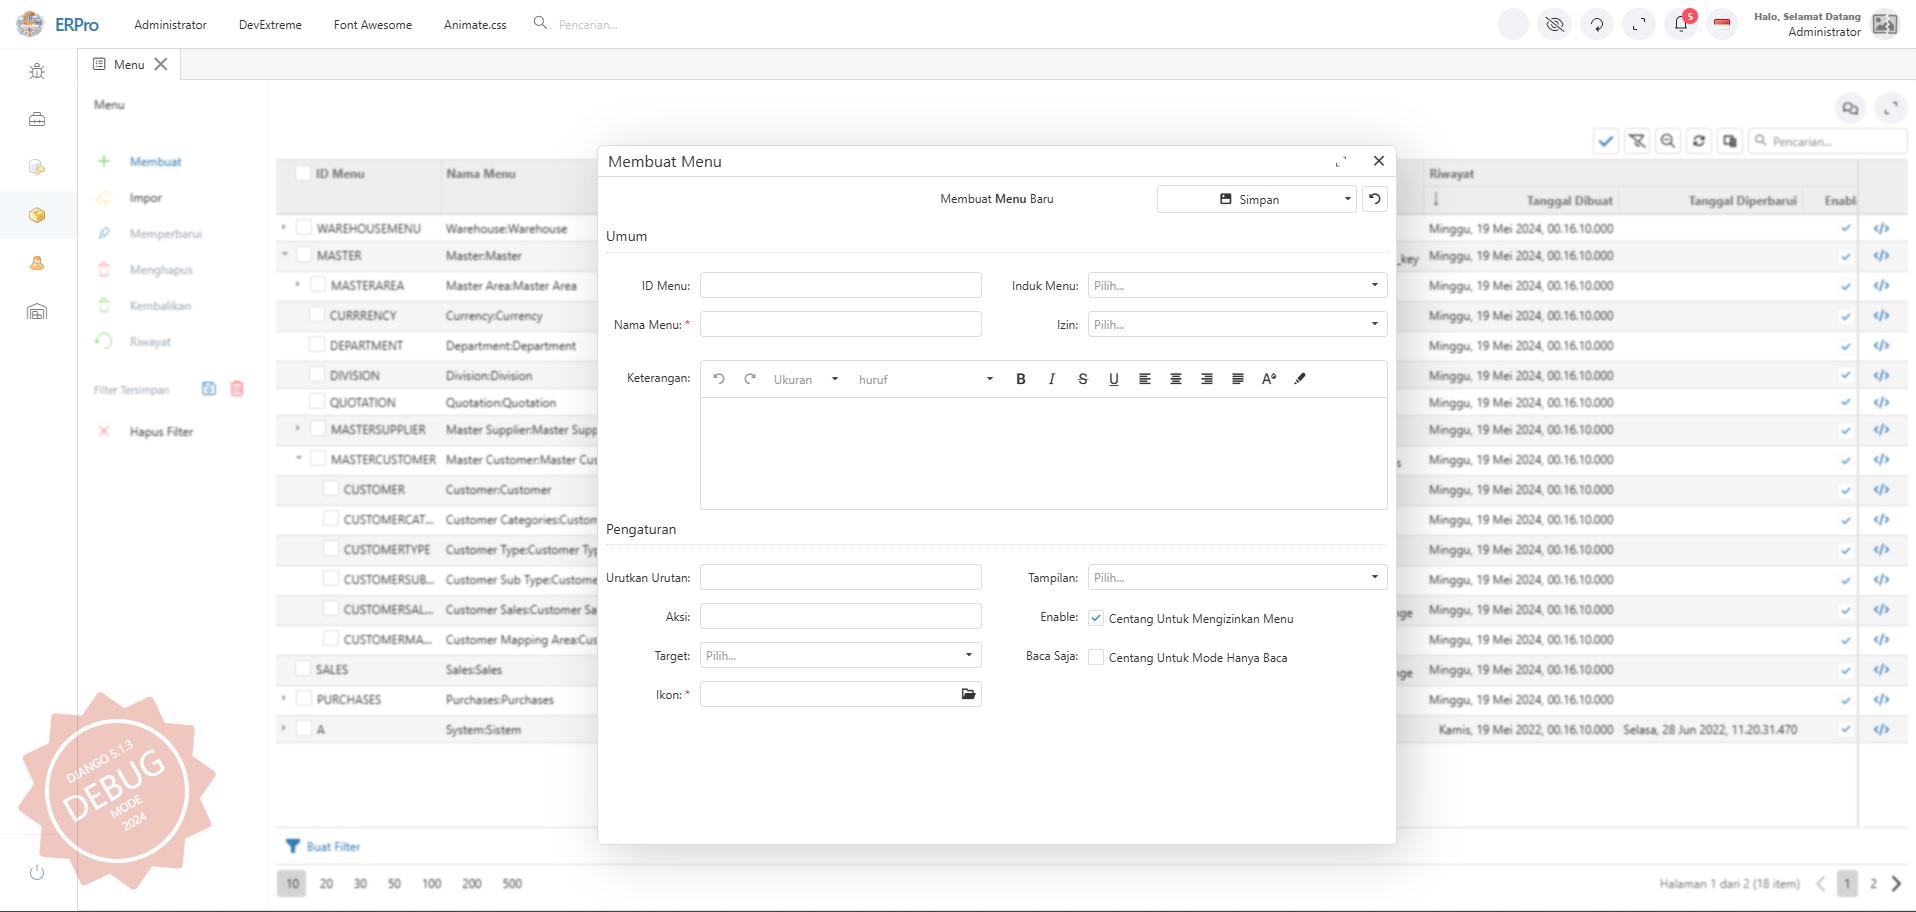 ERPro Administrator DevExtreme Font Awesome Animate.css Pencarian... 5 Halo, Selamat Datang
Administrator
Menu
Menu
Membuat
Impor
Memperbarui
Menghapus
Kembalikan
Riwayat
Filter Tersimpan
Hapus Filter
Pencarian...
ID Menu Nama Menu Riwayat
Tanggal Dibuat Tanggal Diperbarui
WAREHOUSEMENU Warehouse:Warehouse Minggu, 19 Mei 2024, 00.16.10.000
MASTER Master:Master _key Minggu, 19 Mei 2024, 00.16.10.000
MASTERAREA Master Area:Master Area Minggu, 19 Mei 2024, 00.16.10.000
CURRRENCY Currency:Currency Minggu, 19 Mei 2024, 00.16.10.000
DEPARTMENT Department:Department Minggu, 19 Mei 2024, 00.16.10.000
DIVISION Division:Division Minggu, 19 Mei 2024, 00.16.10.000
QUOTATION Quotation:Quotation Minggu, 19 Mei 2024, 00.16.10.000
MASTERSUPPLIER Master Supplier:Master Supp Minggu, 19 Mei 2024, 00.16.10.000
MASTERCUSTOMER Master Customer:Master Cus Minggu, 19 Mei 2024, 00.16.10.000
CUSTOMER Customer:Customer Minggu, 19 Mei 2024, 00.16.10.000
CUSTOMERCAT... Customer Categories:Custom Minggu, 19 Mei 2024, 00.16.10.000
CUSTOMERTYPE Customer Type:Customer Typ Minggu, 19 Mei 2024, 00.16.10.000
CUSTOMERSUB... Customer Sub Type:Custome Minggu, 19 Mei 2024, 00.16.10.000
CUSTOMERSAL... Customer Sales:Customer Sa nge Minggu, 19 Mei 2024, 00.16.10.000
CUSTOMERMA... Customer Mapping Area:Cus Minggu, 19 Mei 2024, 00.16.10.000
SALES Sales:Sales nge Minggu, 19 Mei 2024, 00.16.10.000
PURCHASES Purchases:Purchases Minggu, 19 Mei 2024, 00.16.10.000
A System:Sistem Kamis, 19 Mei 2022, 00.16.10.000 Selasa, 28 Jun 2022, 11.20.31.470
Membuat Menu
Membuat Menu Baru Simpan
Umum
ID Menu: Induk Menu: Pilih...
Nama Menu: * Izin: Pilih...
Keterangan: Ukuran huruf B I S U
Pengaturan
Urutkan Urutan: Tampilan: Pilih...
Aksi: Enable: Centang Untuk Mengizinkan Menu
Target: Pilih... Baca Saja: Centang Untuk Mode Hanya Baca
Ikon: *
DJANGO 5.1.3
DEBUG
MODE
2024
Buat Filter
10 20 30 50 100 200 500 Halaman 1 dari 2 (18 item) 1 2